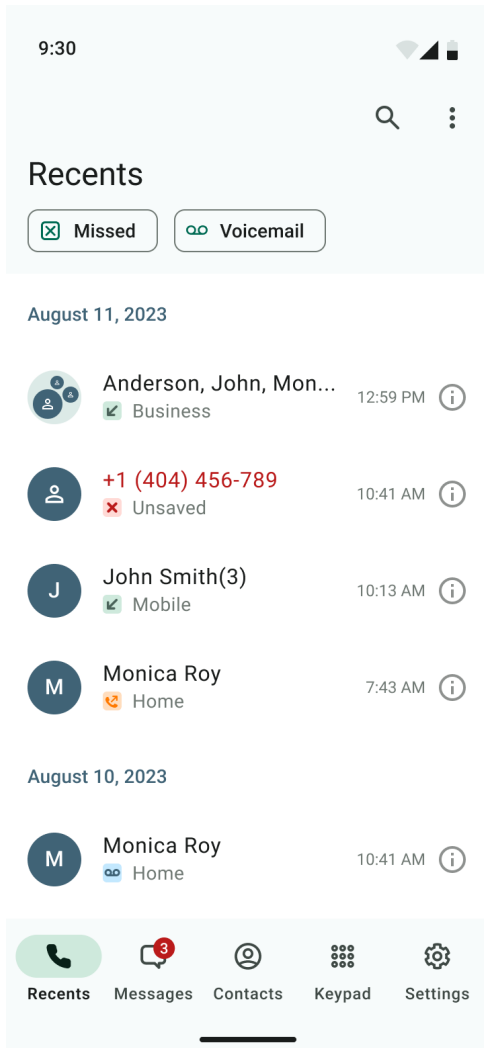 9:30
Recents
Missed
Voicemail
August 11, 2023
Anderson, John, Mon...
12:59 PM
Business
+1 (404) 456-789
10:41 AM
Unsaved
J
John Smith(3)
10:13 AM
Mobile
M
Monica Roy
7:43 AM
Home
August 10, 2023
M
Monica Roy
10:41 AM
Home
3
Recents
Messages
Contacts
Keypad
Settings